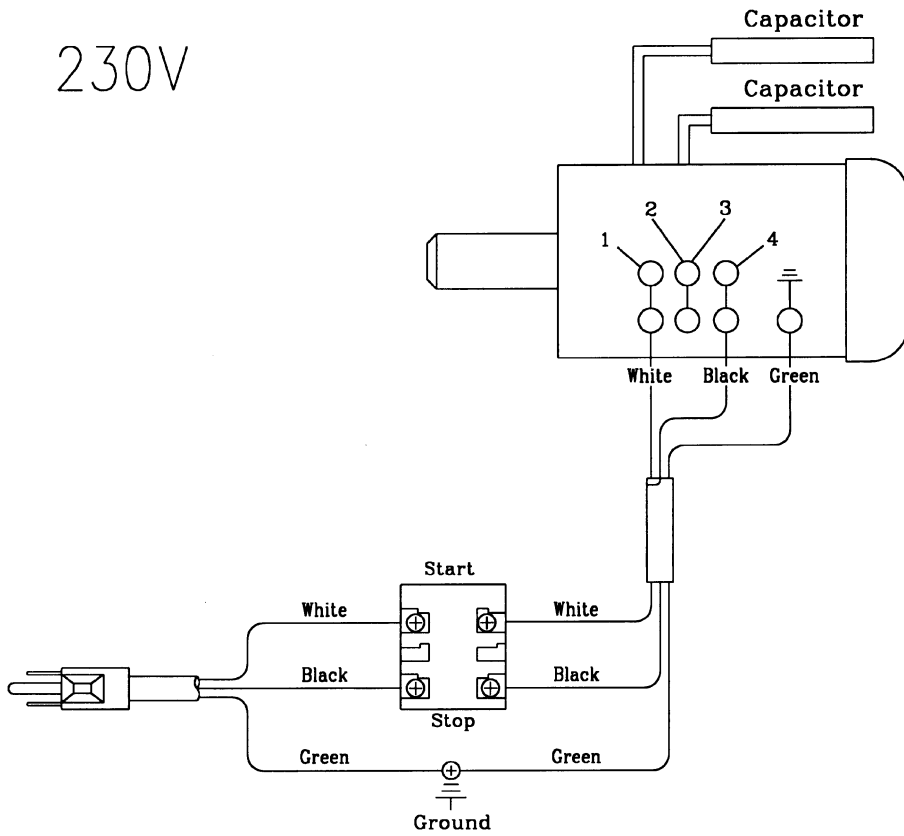 Capacitor
230V
Capacitor
2 3
1 4
White Black Green
Start
White White
Black Black
Stop
Green Green
Ground